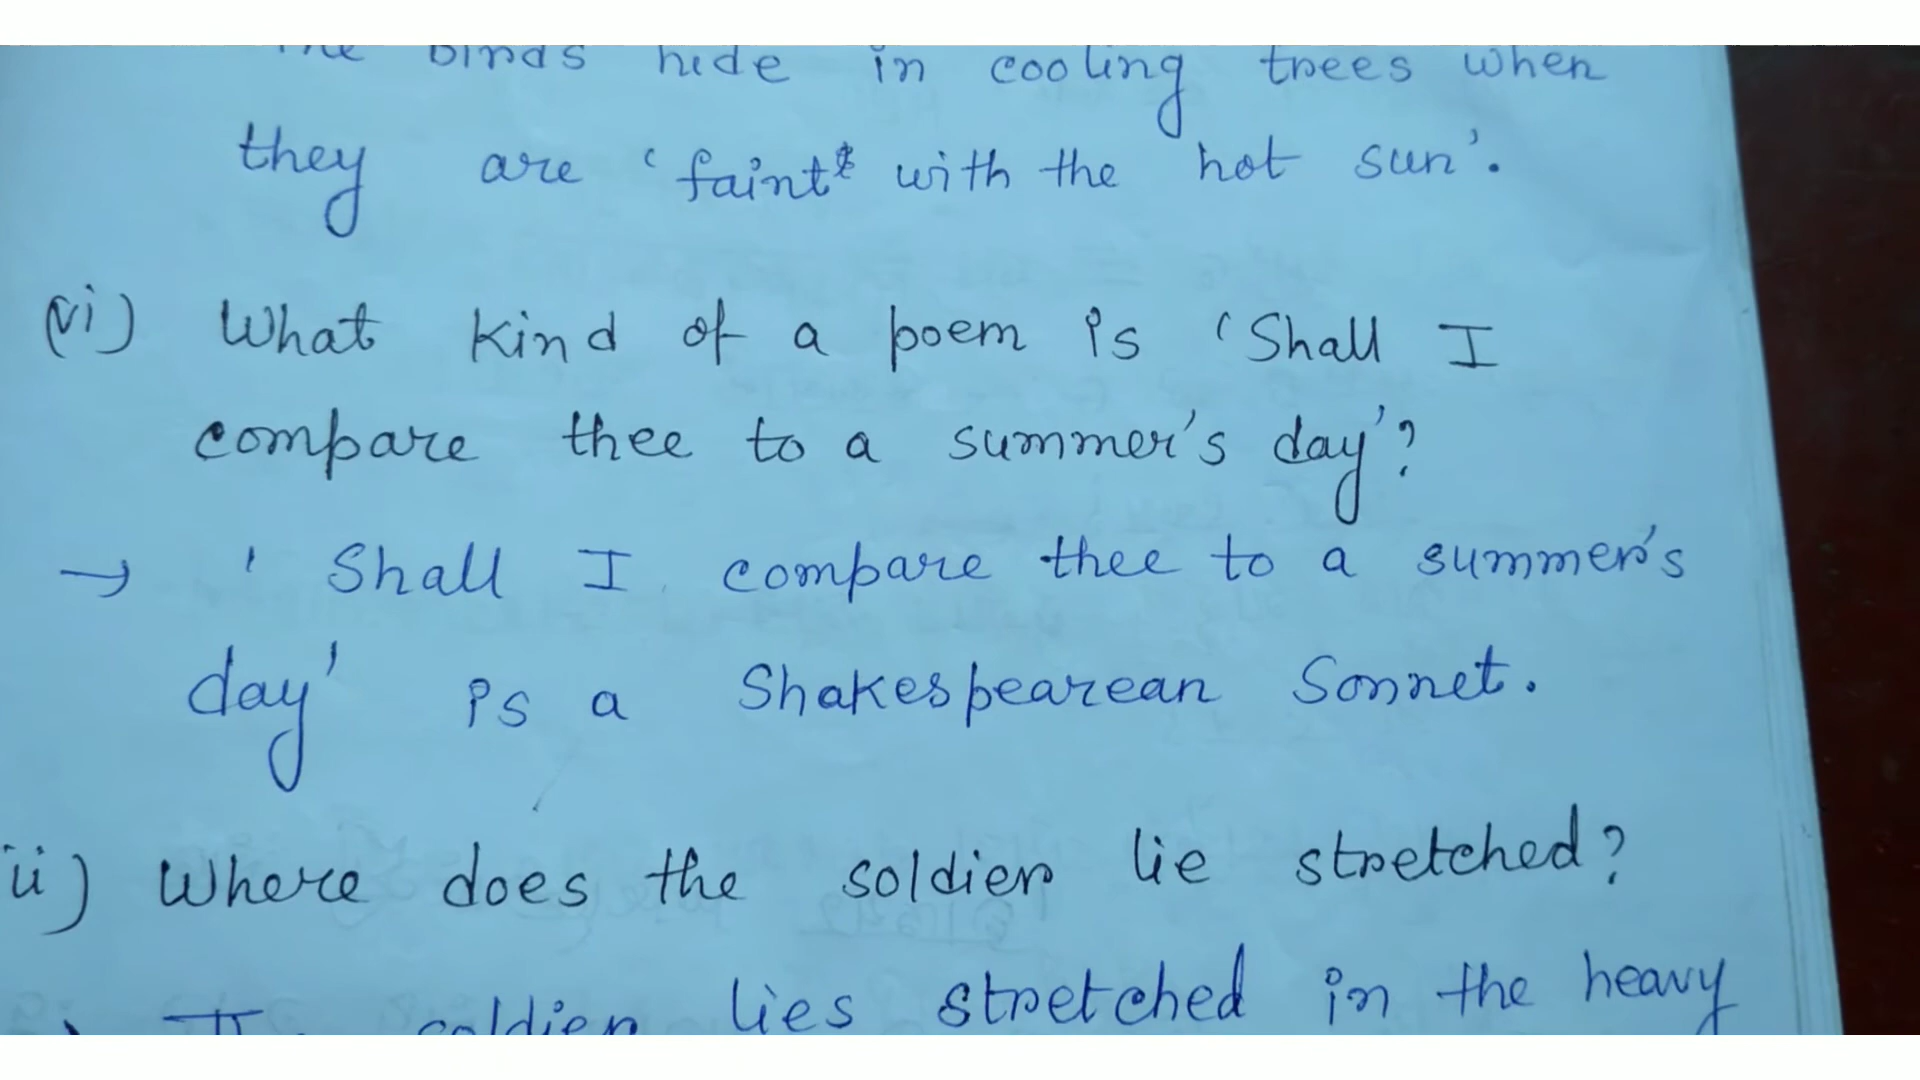 The birds hide in cooling trees when
they are 'faint with the hot sun'.
(vi) What kind of a poem is 'Shall I
compare thee to a summer's day'?
→ 'Shall I compare thee to a summer's
day' is a Shakespearean Sonnet.
ii) Where does the soldier lie stretched?
soldier lies stretched in the heavy